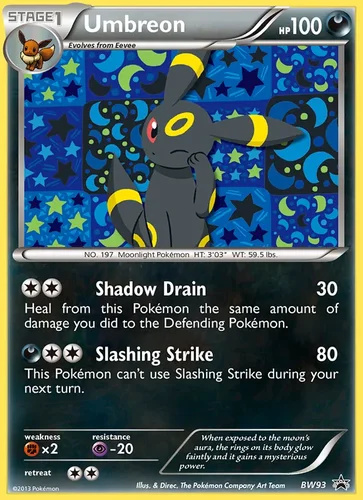 STAGE1
Umbreon
HP100
Evolves from Eevee
NO. 197 Moonlight Pokémon HT: 3'03" WT: 59.5 lbs.
Shadow Drain 30
Heal from this Pokémon the same amount of
damage you did to the Defending Pokémon.
Slashing Strike 80
This Pokémon can't use Slashing Strike during your
next turn.
weakness
×2
resistance
-20
retreat
When exposed to the moon's
aura, the rings on its body glow
faintly and it gains a mysterious
power.
©2013 Pokémon
Illus. & Direc. The Pokémon Company Art Team
BW93
PROMO